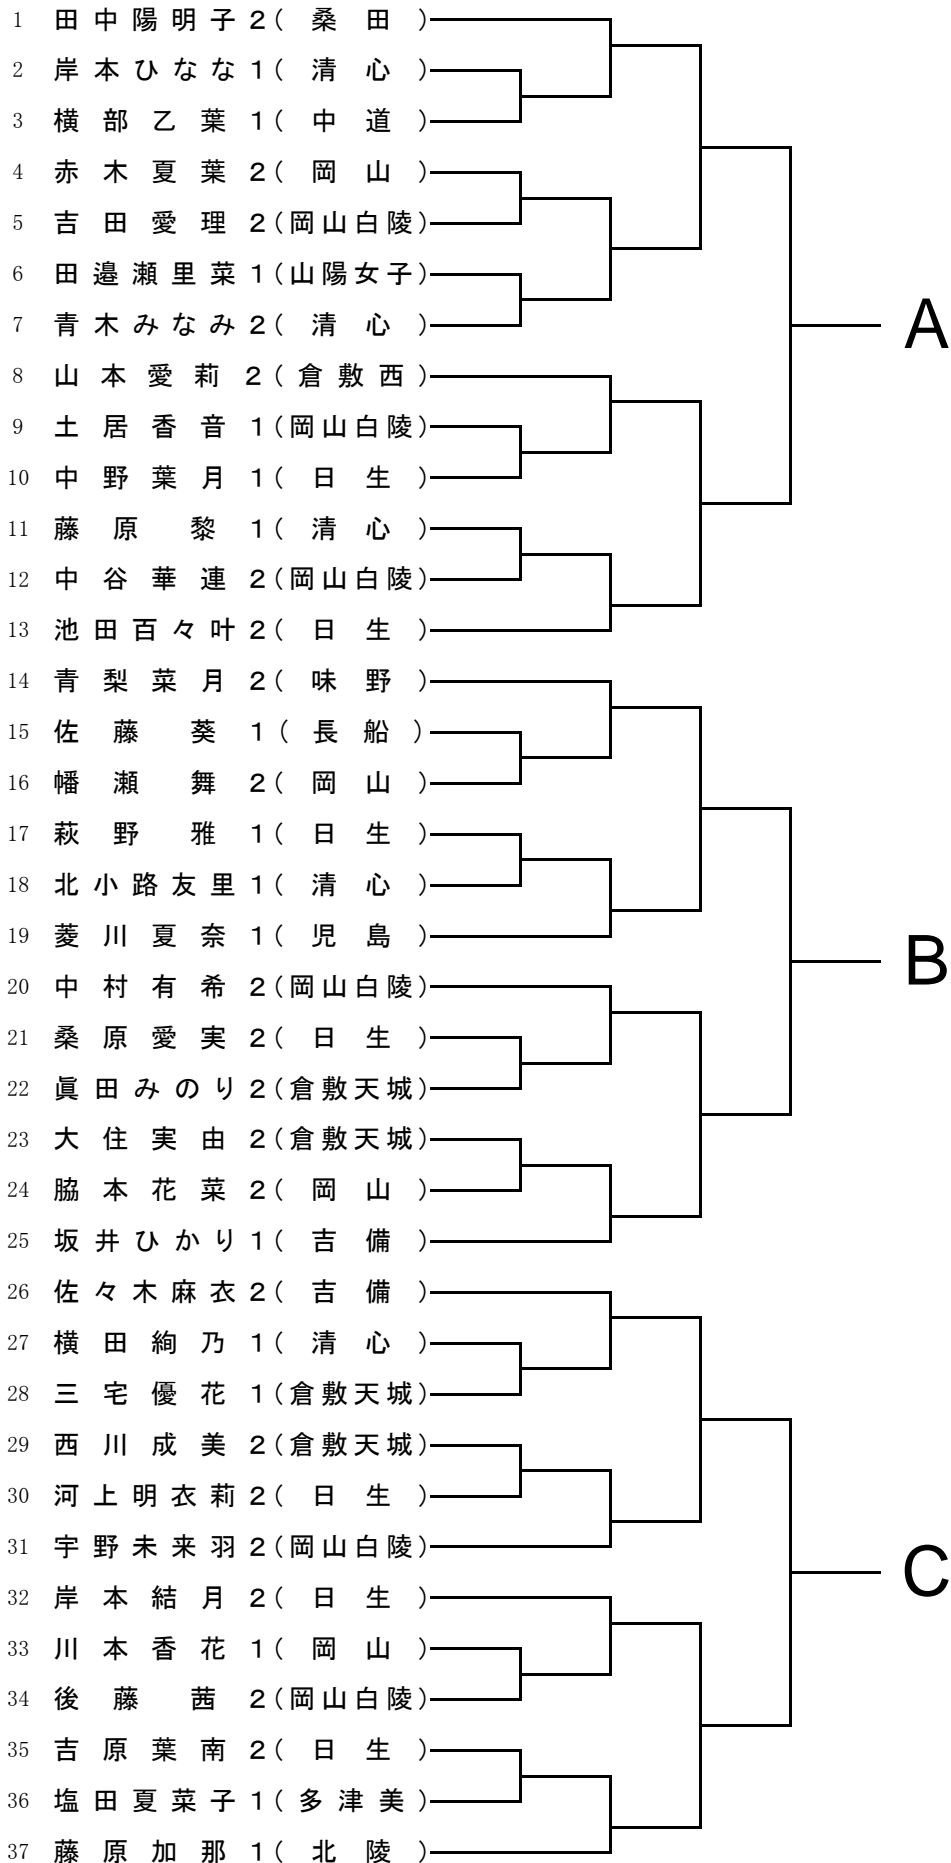 1 田中陽明子 2 ( 桑田 )
2 岸本ひなな 1 ( 清心 )
3 横部乙葉 1 ( 中道 )
4 赤木夏葉 2 ( 岡山 )
5 吉田愛理 2 (岡山白陵)
6 田邉瀬里菜 1 (山陽女子)
7 青木みなみ 2 ( 清心 )
A
8 山本愛莉 2 ( 倉敷西 )
9 土居香音 1 (岡山白陵)
10 中野葉月 1 ( 日生 )
11 藤原黎 1 ( 清心 )
12 中谷華連 2 (岡山白陵)
13 池田百々叶 2 ( 日生 )
14 青梨菜月 2 ( 味野 )
15 佐藤葵 1 ( 長船 )
16 幡瀬舞 2 ( 岡山 )
17 萩野雅 1 ( 日生 )
18 北小路友里 1 ( 清心 )
19 菱川夏奈 1 ( 児島 )
B
20 中村有希 2 (岡山白陵)
21 桑原愛実 2 ( 日生 )
22 眞田みのり 2 (倉敷天城)
23 大住実由 2 (倉敷天城)
24 脇本花菜 2 ( 岡山 )
25 坂井ひかり 1 ( 吉備 )
26 佐々木麻衣 2 ( 吉備 )
27 横田絢乃 1 ( 清心 )
28 三宅優花 1 (倉敷天城)
29 西川成美 2 (倉敷天城)
30 河上明衣莉 2 ( 日生 )
31 宇野未来羽 2 (岡山白陵)
C
32 岸本結月 2 ( 日生 )
33 川本香花 1 ( 岡山 )
34 後藤茜 2 (岡山白陵)
35 吉原葉南 2 ( 日生 )
36 塩田夏菜子 1 ( 多津美 )
37 藤原加那 1 ( 北陵 )